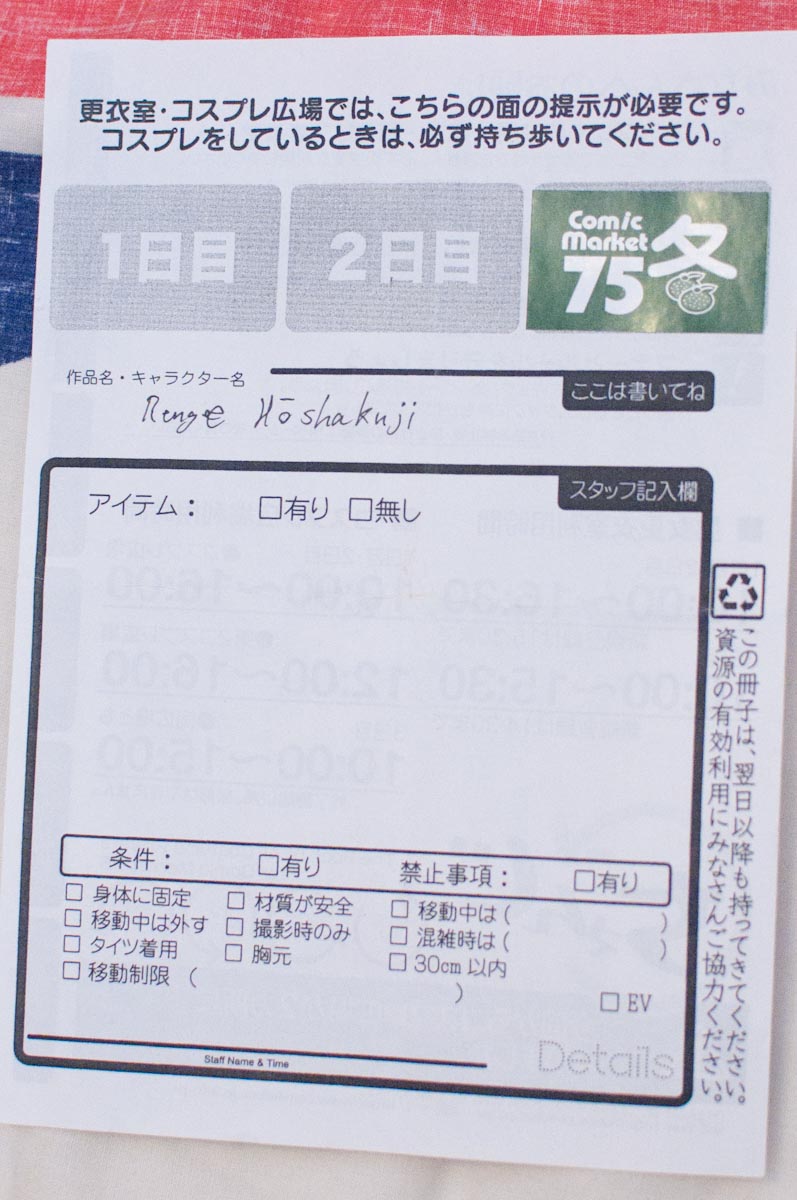 更衣室・コスプレ広場では、こちらの面の提示が必要です。
コスプレをしているときは、必ず持ち歩いてください。
1日目
2日目
Comic
Market
75
冬
作品名・キャラクター名
ここは書いてね
Renge Hōshakuji
スタッフ記入欄
アイテム： □有り □無し
条件： □有り
禁止事項： □有り
□ 身体に固定
□ 材質が安全
□ 移動中は ( )
□ 移動中は外す
□ 撮影時のみ
□ 混雑時は ( )
□ タイツ着用
□ 胸元
□ 30cm 以内
□ 移動制限 ( )
□ EV
Staff Name & Time
Details
この冊子は、翌日以降も持ってきてください。
資源の有効利用にみなさんご協力ください。